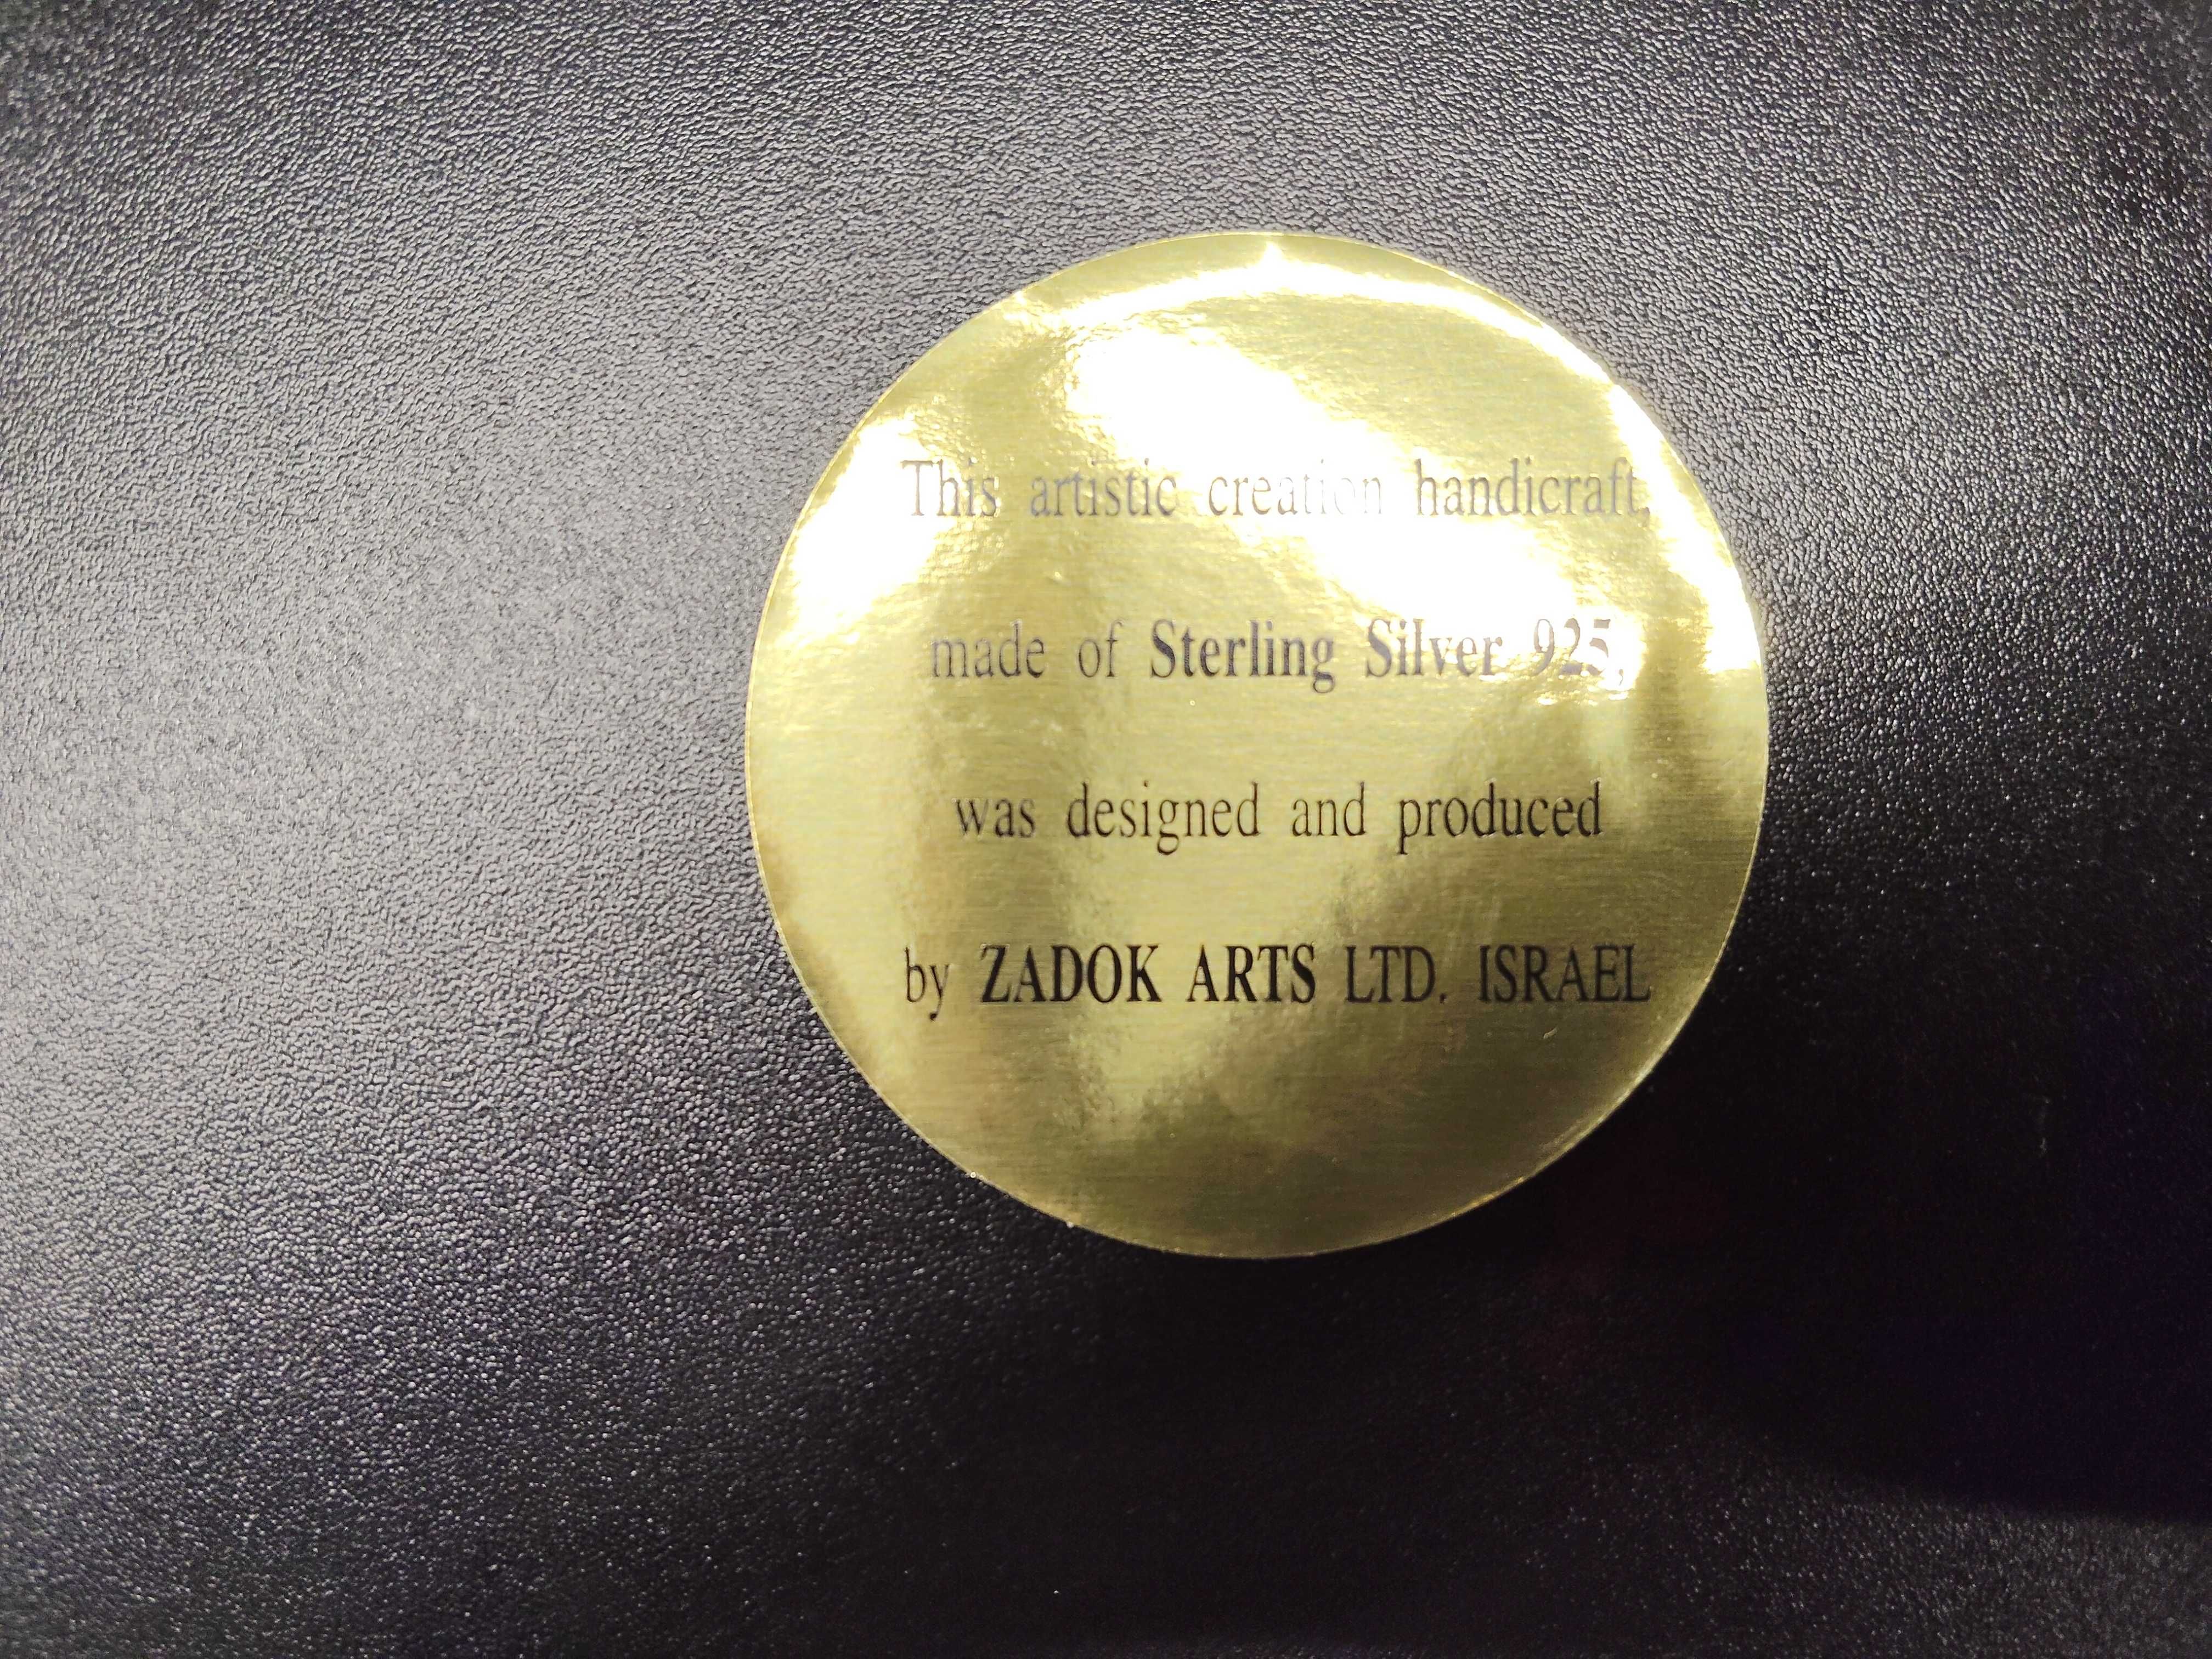 This artistic creation handicraft,
made of Sterling Silver 925,
was designed and produced
by ZADOK ARTS LTD. ISRAEL